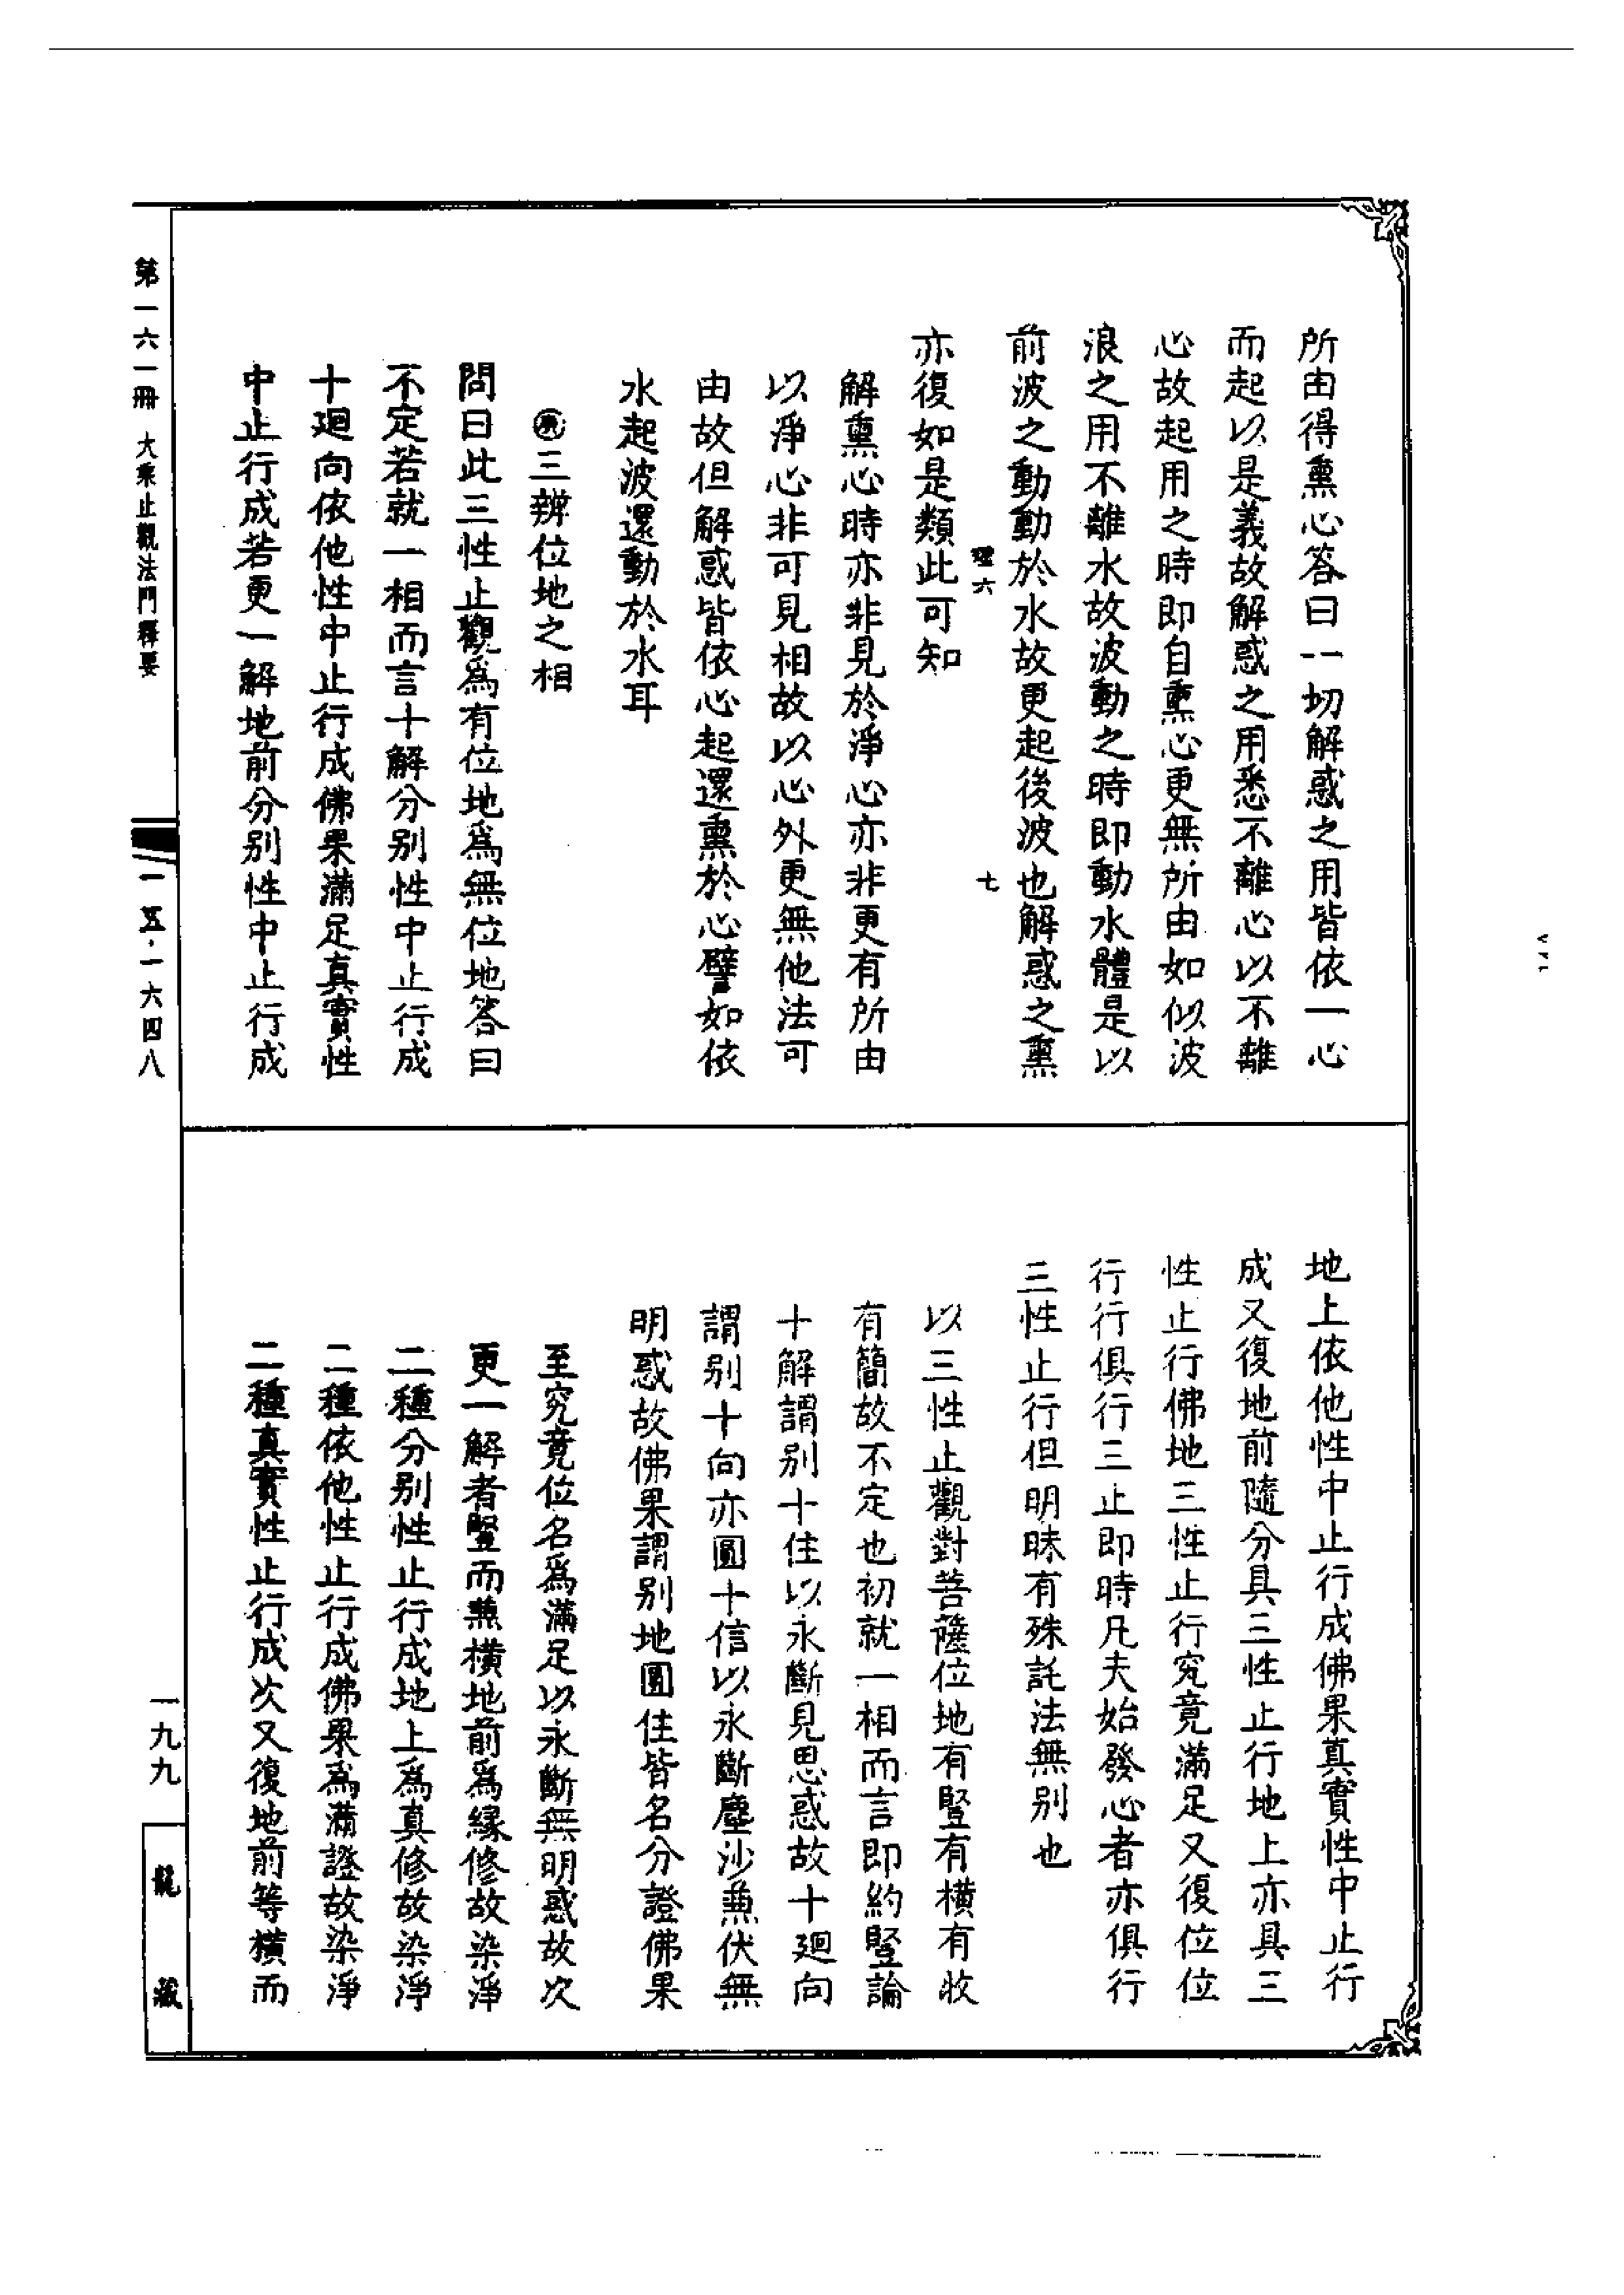 所由得熏心答曰一切解惑之用皆依一心
而起以是義故解惑之用悉不離心以不離
心故起用之時即自熏心更無所由如似波
浪之用不離水故波動之時即動水體是以
前波之動動於水故更起後波也解惑之熏
六 七
亦復如是類此可知
解熏心時亦非見於淨心亦非更有所由
以淨心非可見相故以心外更無他法可
由故但解惑皆依心起還熏於心譬如依
水起波還動於水耳
三辨位地之相
問曰此三性止觀爲有位地爲無位地答曰
不定若就一相而言十解分別性中止行成
十廻向依他性中止行成佛果滿足真實性
中止行成若更一解地前分別性中止行成
地上依他性中止行成佛果真實性中止行
成又復地前隨分具三性止行地上亦具三
性止行佛地三性止行究竟滿足又復位位
行行俱行三止即時凡夫始發心者亦俱行
三性止行但明昧有殊託法無別也
以三性止觀對菩薩位地有豎有橫有收
有簡故不定也初就一相而言即約豎論
十解謂別十住以永斷見思惑故十廻向
謂別十向亦圓十信以永斷塵沙兼伏無
明惑故佛果謂別地圓住皆名分證佛果
至究竟位名爲滿足以永斷無明惑故次
更一解者豎而兼橫地前爲緣修故染淨
二種分別性止行成地上爲真修故染淨
二種依他性止行成佛果爲滿證故染淨
二種真實性止行成次又復地前等橫而
第一六一冊 大乘止觀法門釋要
一五·一六四八
一九九
龍藏